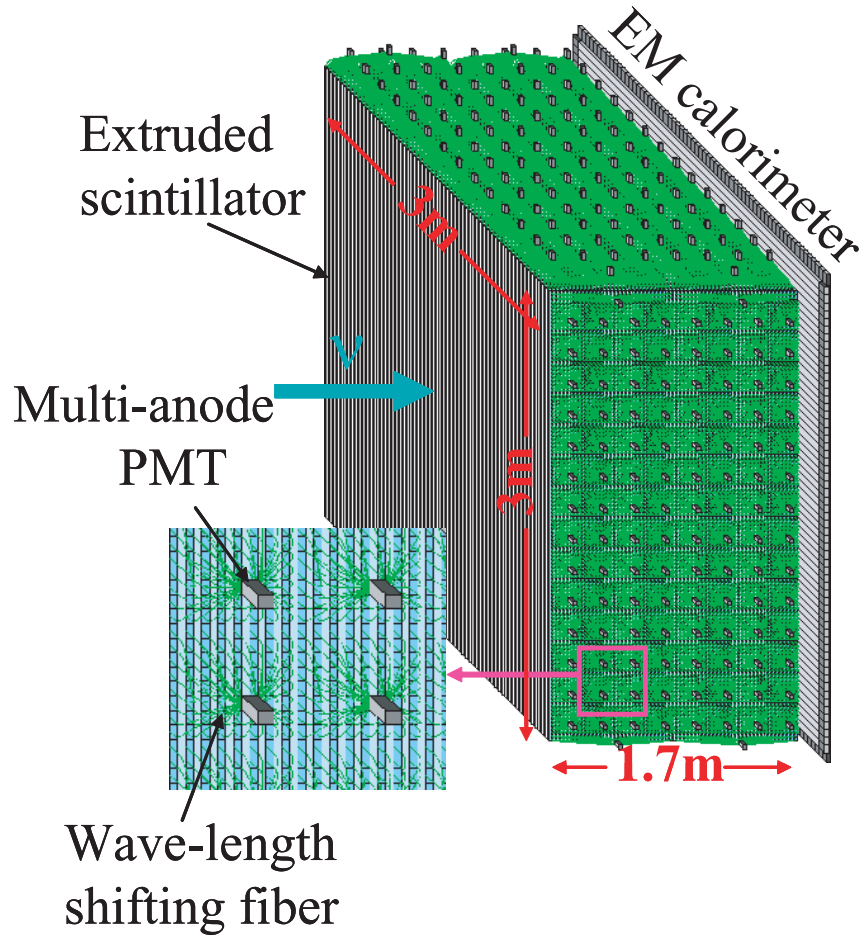 EM calorimeter
Extruded
scintillator
3m
ν
Multi-anode
PMT
3m
1.7m
Wave-length
shifting fiber